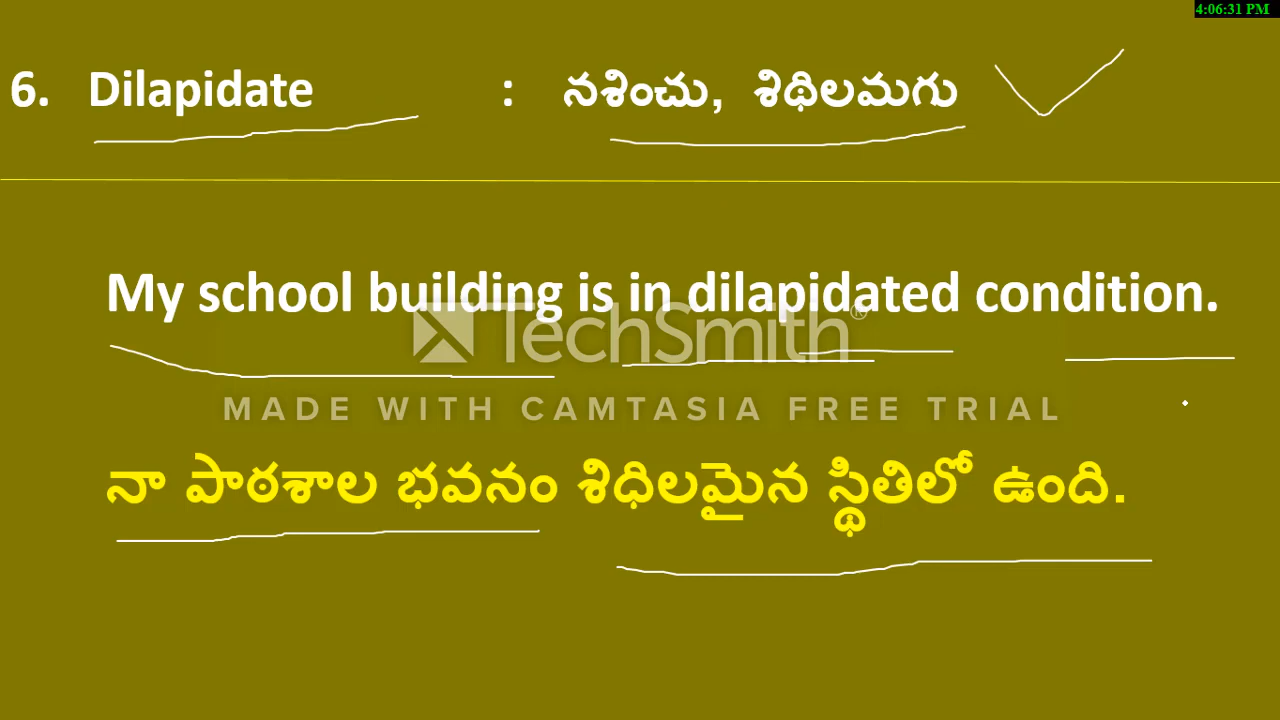 4:06:31 PM
6. Dilapidate : నశించు, శిథిలమగు
My school building is in dilapidated condition.
TechSmith®
MADE WITH CAMTASIA FREE TRIAL
నా పాఠశాల భవనం శిధిలమైన స్థితిలో ఉంది.